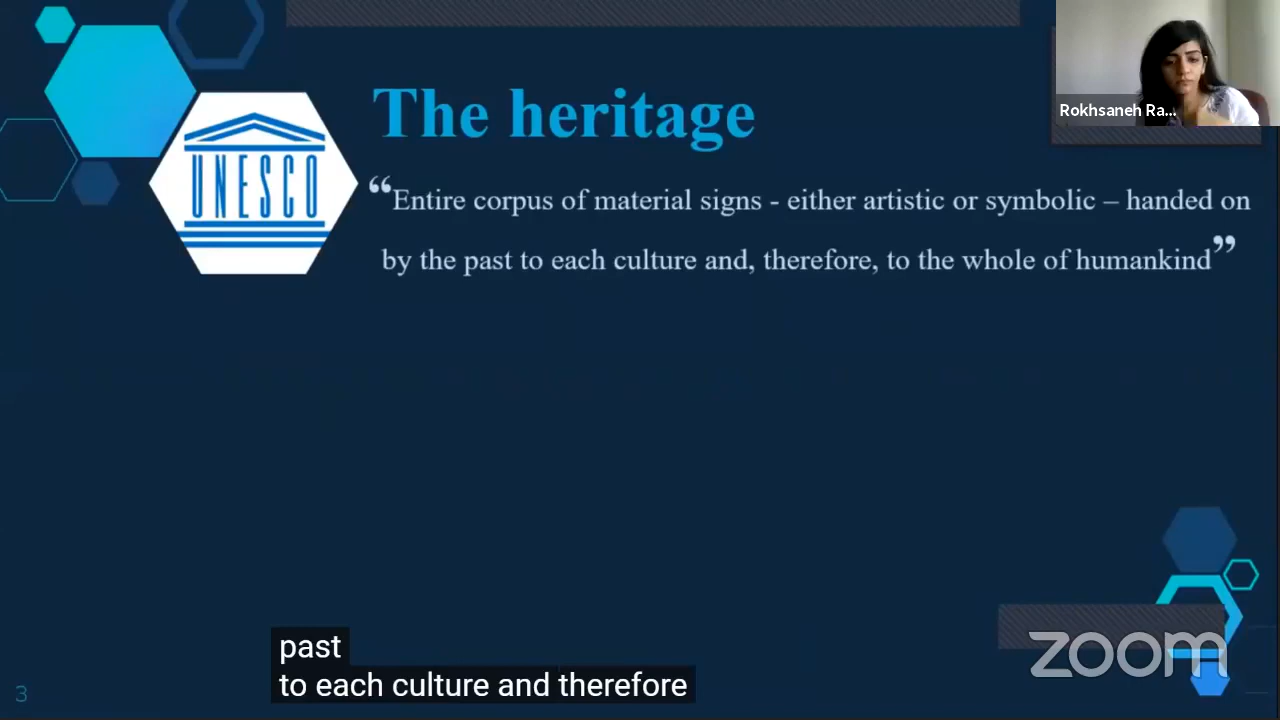 The heritage
Rokhsaneh Ra...
UNESCO
“Entire corpus of material signs - either artistic or symbolic – handed on
by the past to each culture and, therefore, to the whole of humankind”
past
to each culture and therefore
zoom
3